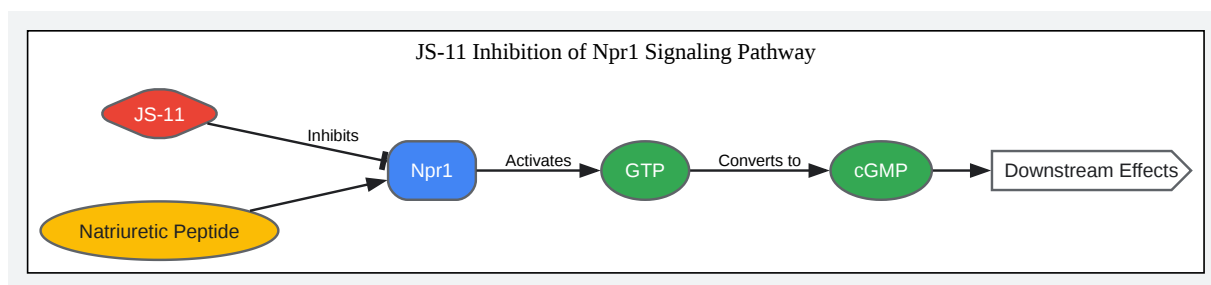 JS-11 Inhibition of Npr1 Signaling Pathway
JS-11
Inhibits
Natriuretic Peptide
Npr1
Activates
GTP
Converts to
cGMP
Downstream Effects